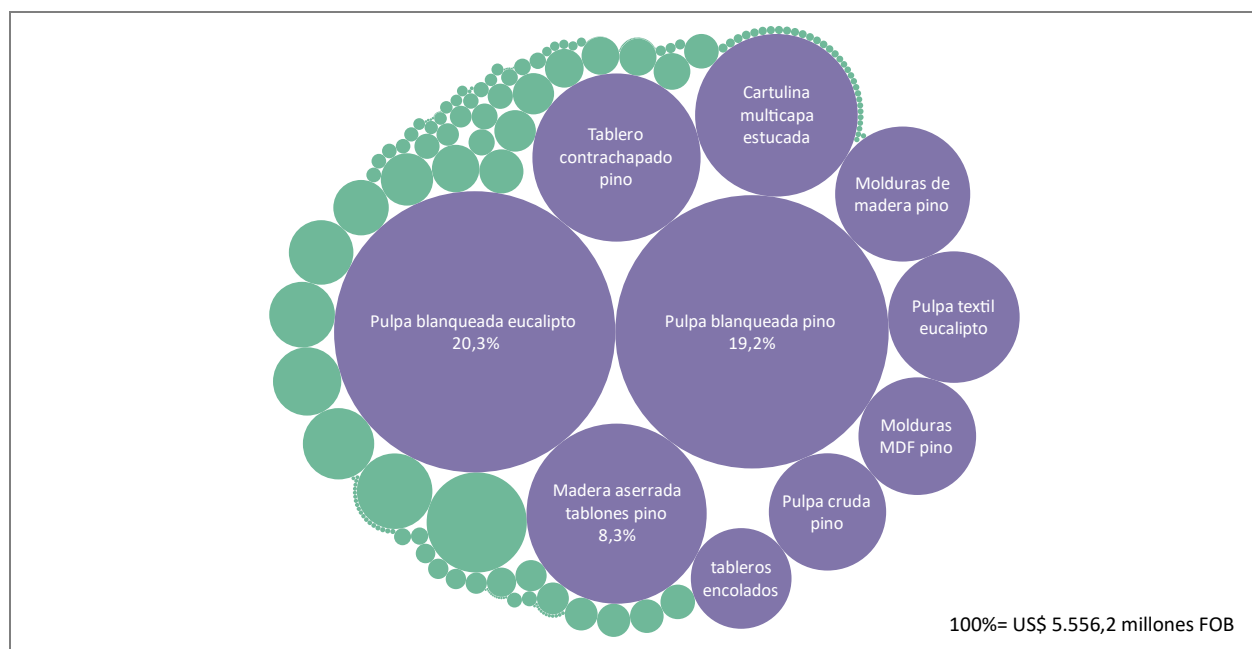 Cartulina
multicapa
estucada
Tablero
contrachapado
pino
Molduras de
madera pino
Pulpa blanqueada eucalipto
20,3%
Pulpa blanqueada pino
19,2%
Pulpa textil
eucalipto
Molduras
MDF pino
Madera aserrada
tablones pino
8,3%
Pulpa cruda
pino
tableros
encolados
100%= US$ 5.556,2 millones FOB